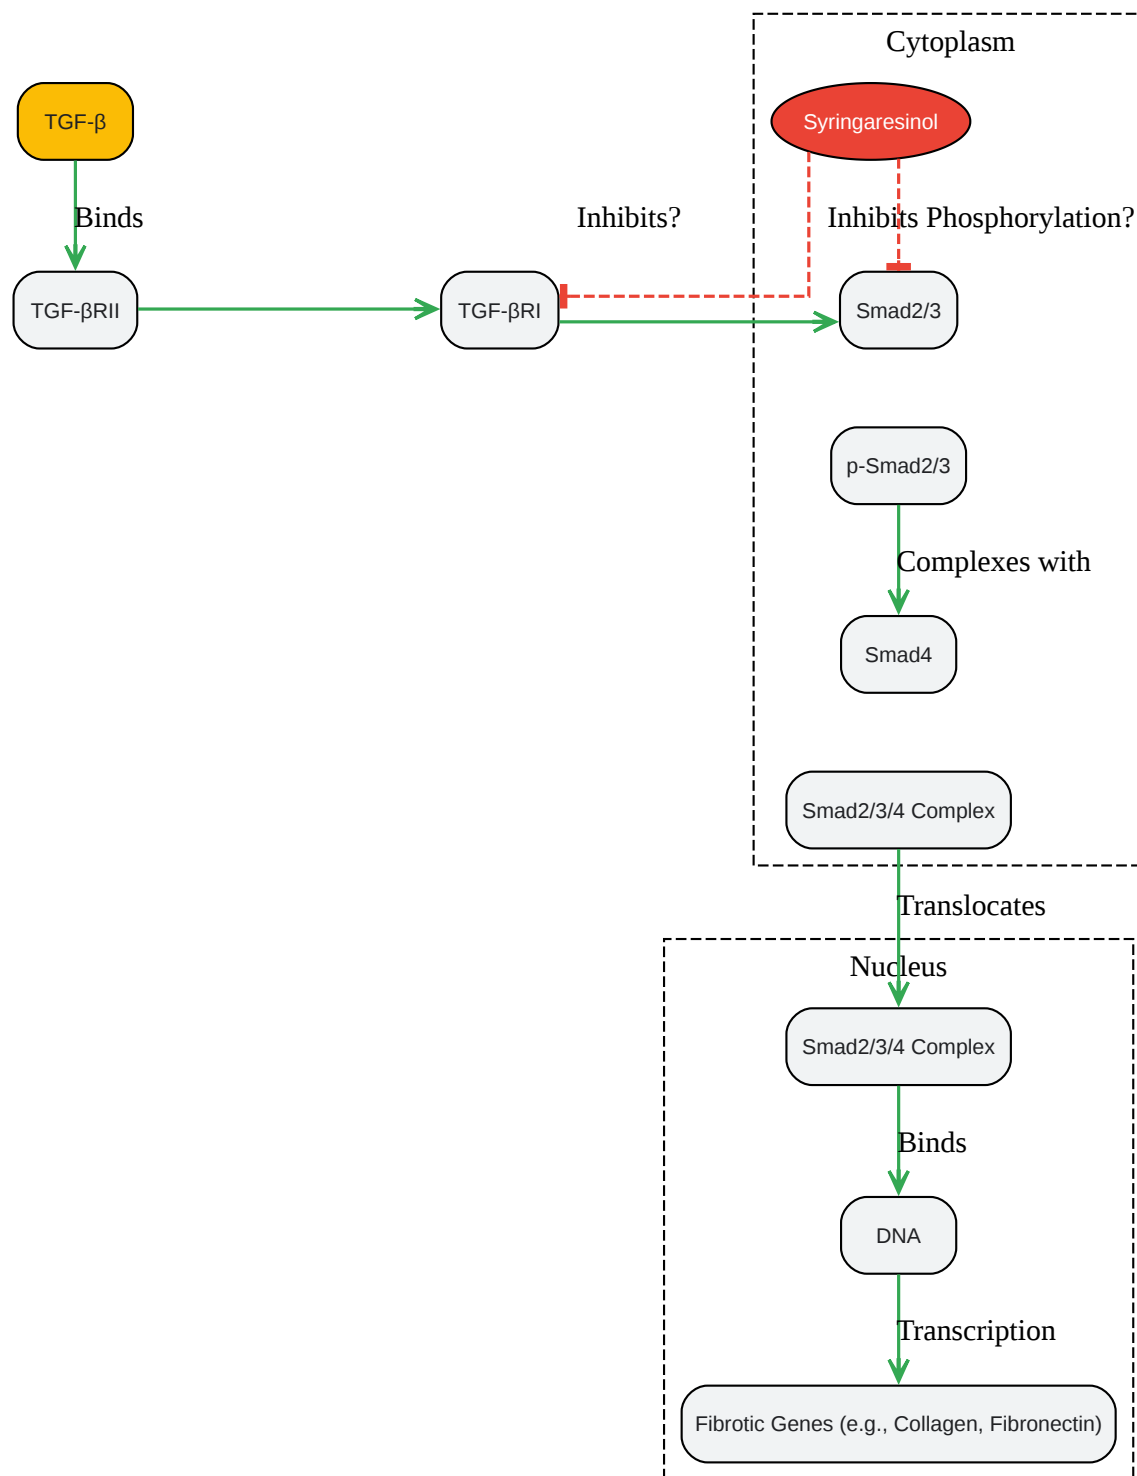 Cytoplasm
TGF-β
Syringaresinol
Binds
Inhibits?
Inhibits Phosphorylation?
TGF-βRII
TGF-βRI
Smad2/3
p-Smad2/3
Complexes with
Smad4
Smad2/3/4 Complex
Translocates
Nucleus
Smad2/3/4 Complex
Binds
DNA
Transcription
Fibrotic Genes (e.g., Collagen, Fibronectin)